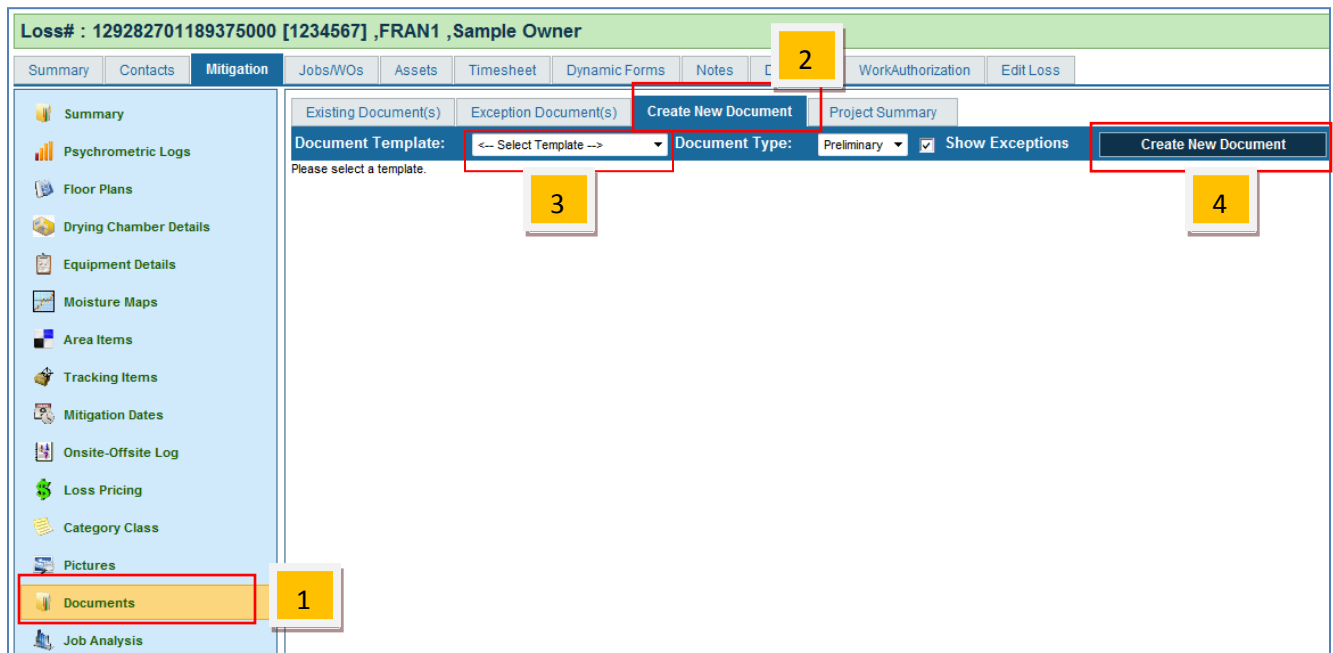 Loss# : 129282701189375000 [1234567] ,FRAN1 ,Sample Owner
2
Summary Contacts Mitigation Jobs/WOs Assets Timesheet Dynamic Forms Notes WorkAuthorization Edit Loss
Summary
Psychrometric Logs
Floor Plans
Drying Chamber Details
Equipment Details
Moisture Maps
Area Items
Tracking Items
Mitigation Dates
Onsite-Offsite Log
Loss Pricing
Category Class
Pictures
Documents
1
Job Analysis
Existing Document(s) Exception Document(s) Create New Document Project Summary
Document Template: <-- Select Template --> Document Type: Preliminary Show Exceptions Create New Document
Please select a template.
3
4